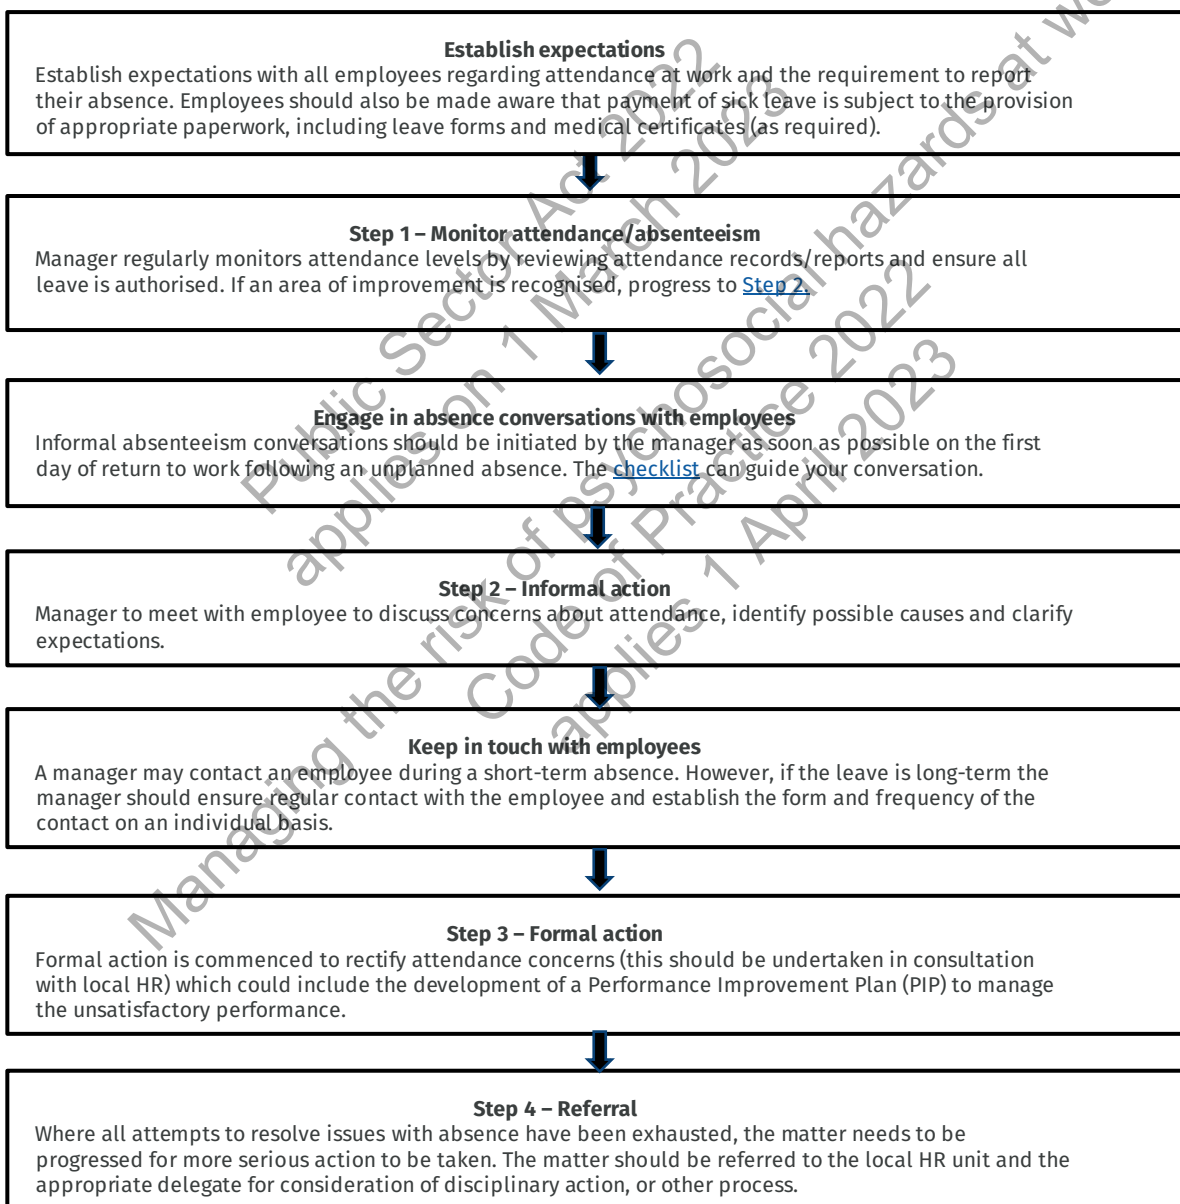 Establish expectations
Establish expectations with all employees regarding attendance at work and the requirement to report
their absence. Employees should also be made aware that payment of sick leave is subject to the provision
of appropriate paperwork, including leave forms and medical certificates (as required).
Step 1 – Monitor attendance/absenteeism
Manager regularly monitors attendance levels by reviewing attendance records/reports and ensure all
leave is authorised. If an area of improvement is recognised, progress to Step 2.
Engage in absence conversations with employees
Informal absenteeism conversations should be initiated by the manager as soon as possible on the first
day of return to work following an unplanned absence. The checklist can guide your conversation.
Step 2 – Informal action
Manager to meet with employee to discuss concerns about attendance, identify possible causes and clarify
expectations.
Keep in touch with employees
A manager may contact an employee during a short-term absence. However, if the leave is long-term the
manager should ensure regular contact with the employee and establish the form and frequency of the
contact on an individual basis.
Step 3 – Formal action
Formal action is commenced to rectify attendance concerns (this should be undertaken in consultation
with local HR) which could include the development of a Performance Improvement Plan (PIP) to manage
the unsatisfactory performance.
Step 4 – Referral
Where all attempts to resolve issues with absence have been exhausted, the matter needs to be
progressed for more serious action to be taken. The matter should be referred to the local HR unit and the
appropriate delegate for consideration of disciplinary action, or other process.
Public Sector Act 2022
applies on 1 March 2023
Managing the risk of psychosocial hazards at
Code of Practice 2022
applies 1 April 2023